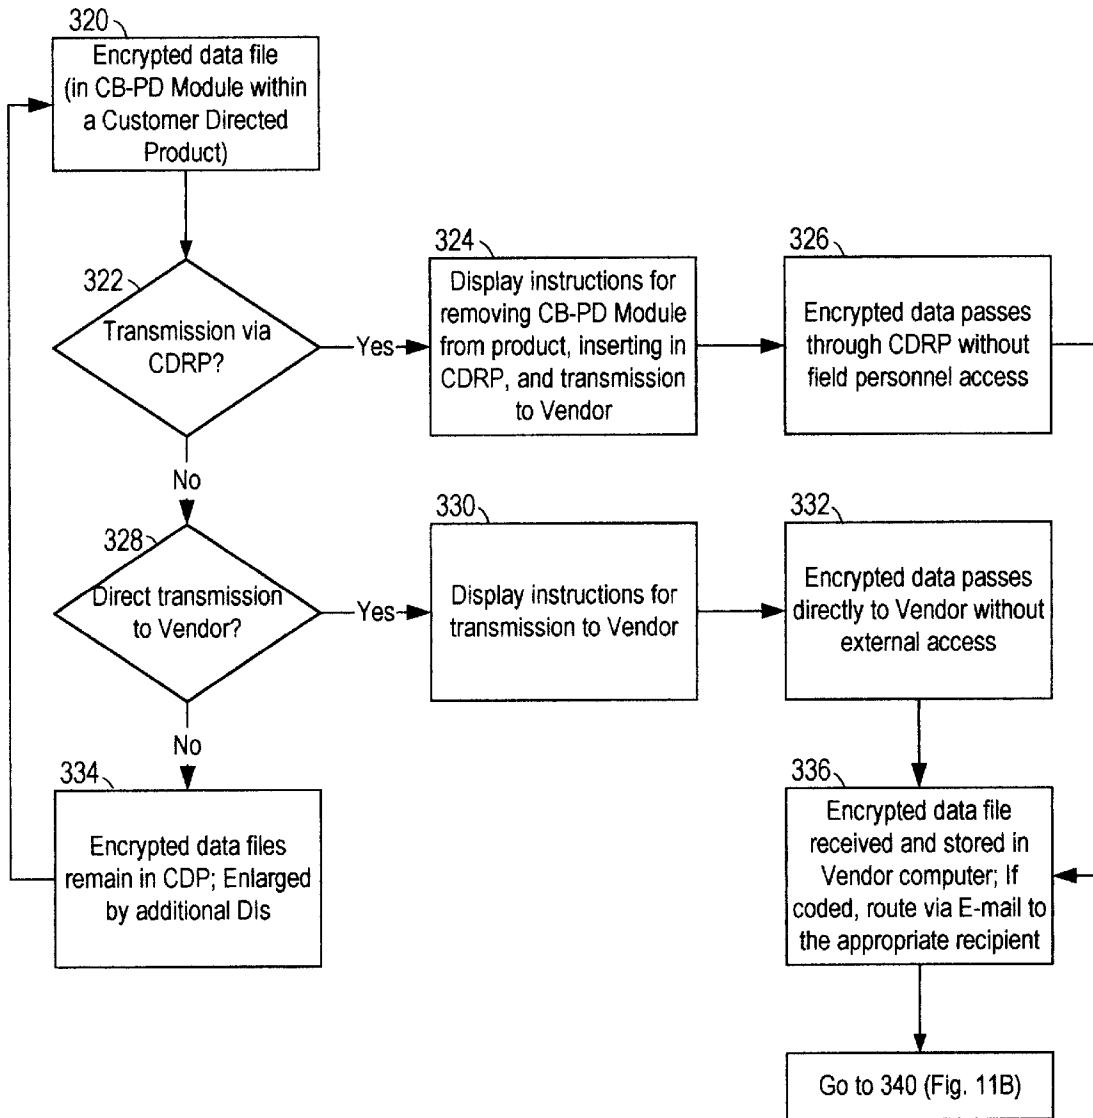 320
Encrypted data file
(in CB-PD Module within
a Customer Directed
Product)
322
Transmission via
CDRP?
Yes
324
Display instructions for
removing CB-PD Module
from product, inserting in
CDRP, and transmission
to Vendor
326
Encrypted data passes
through CDRP without
field personnel access
No
328
Direct transmission
to Vendor?
Yes
330
Display instructions for
transmission to Vendor
332
Encrypted data passes
directly to Vendor without
external access
No
334
Encrypted data files
remain in CDP; Enlarged
by additional DIs
336
Encrypted data file
received and stored in
Vendor computer; If
coded, route via E-mail to
the appropriate recipient
Go to 340 (Fig. 11B)